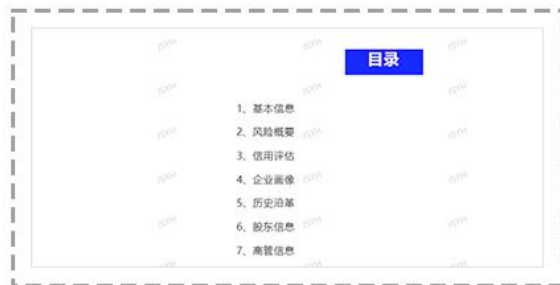 目录
1、基本信息
2、风险概要
3、信用评估
4、企业画像
5、历史沿革
6、股东信息
7、高管信息